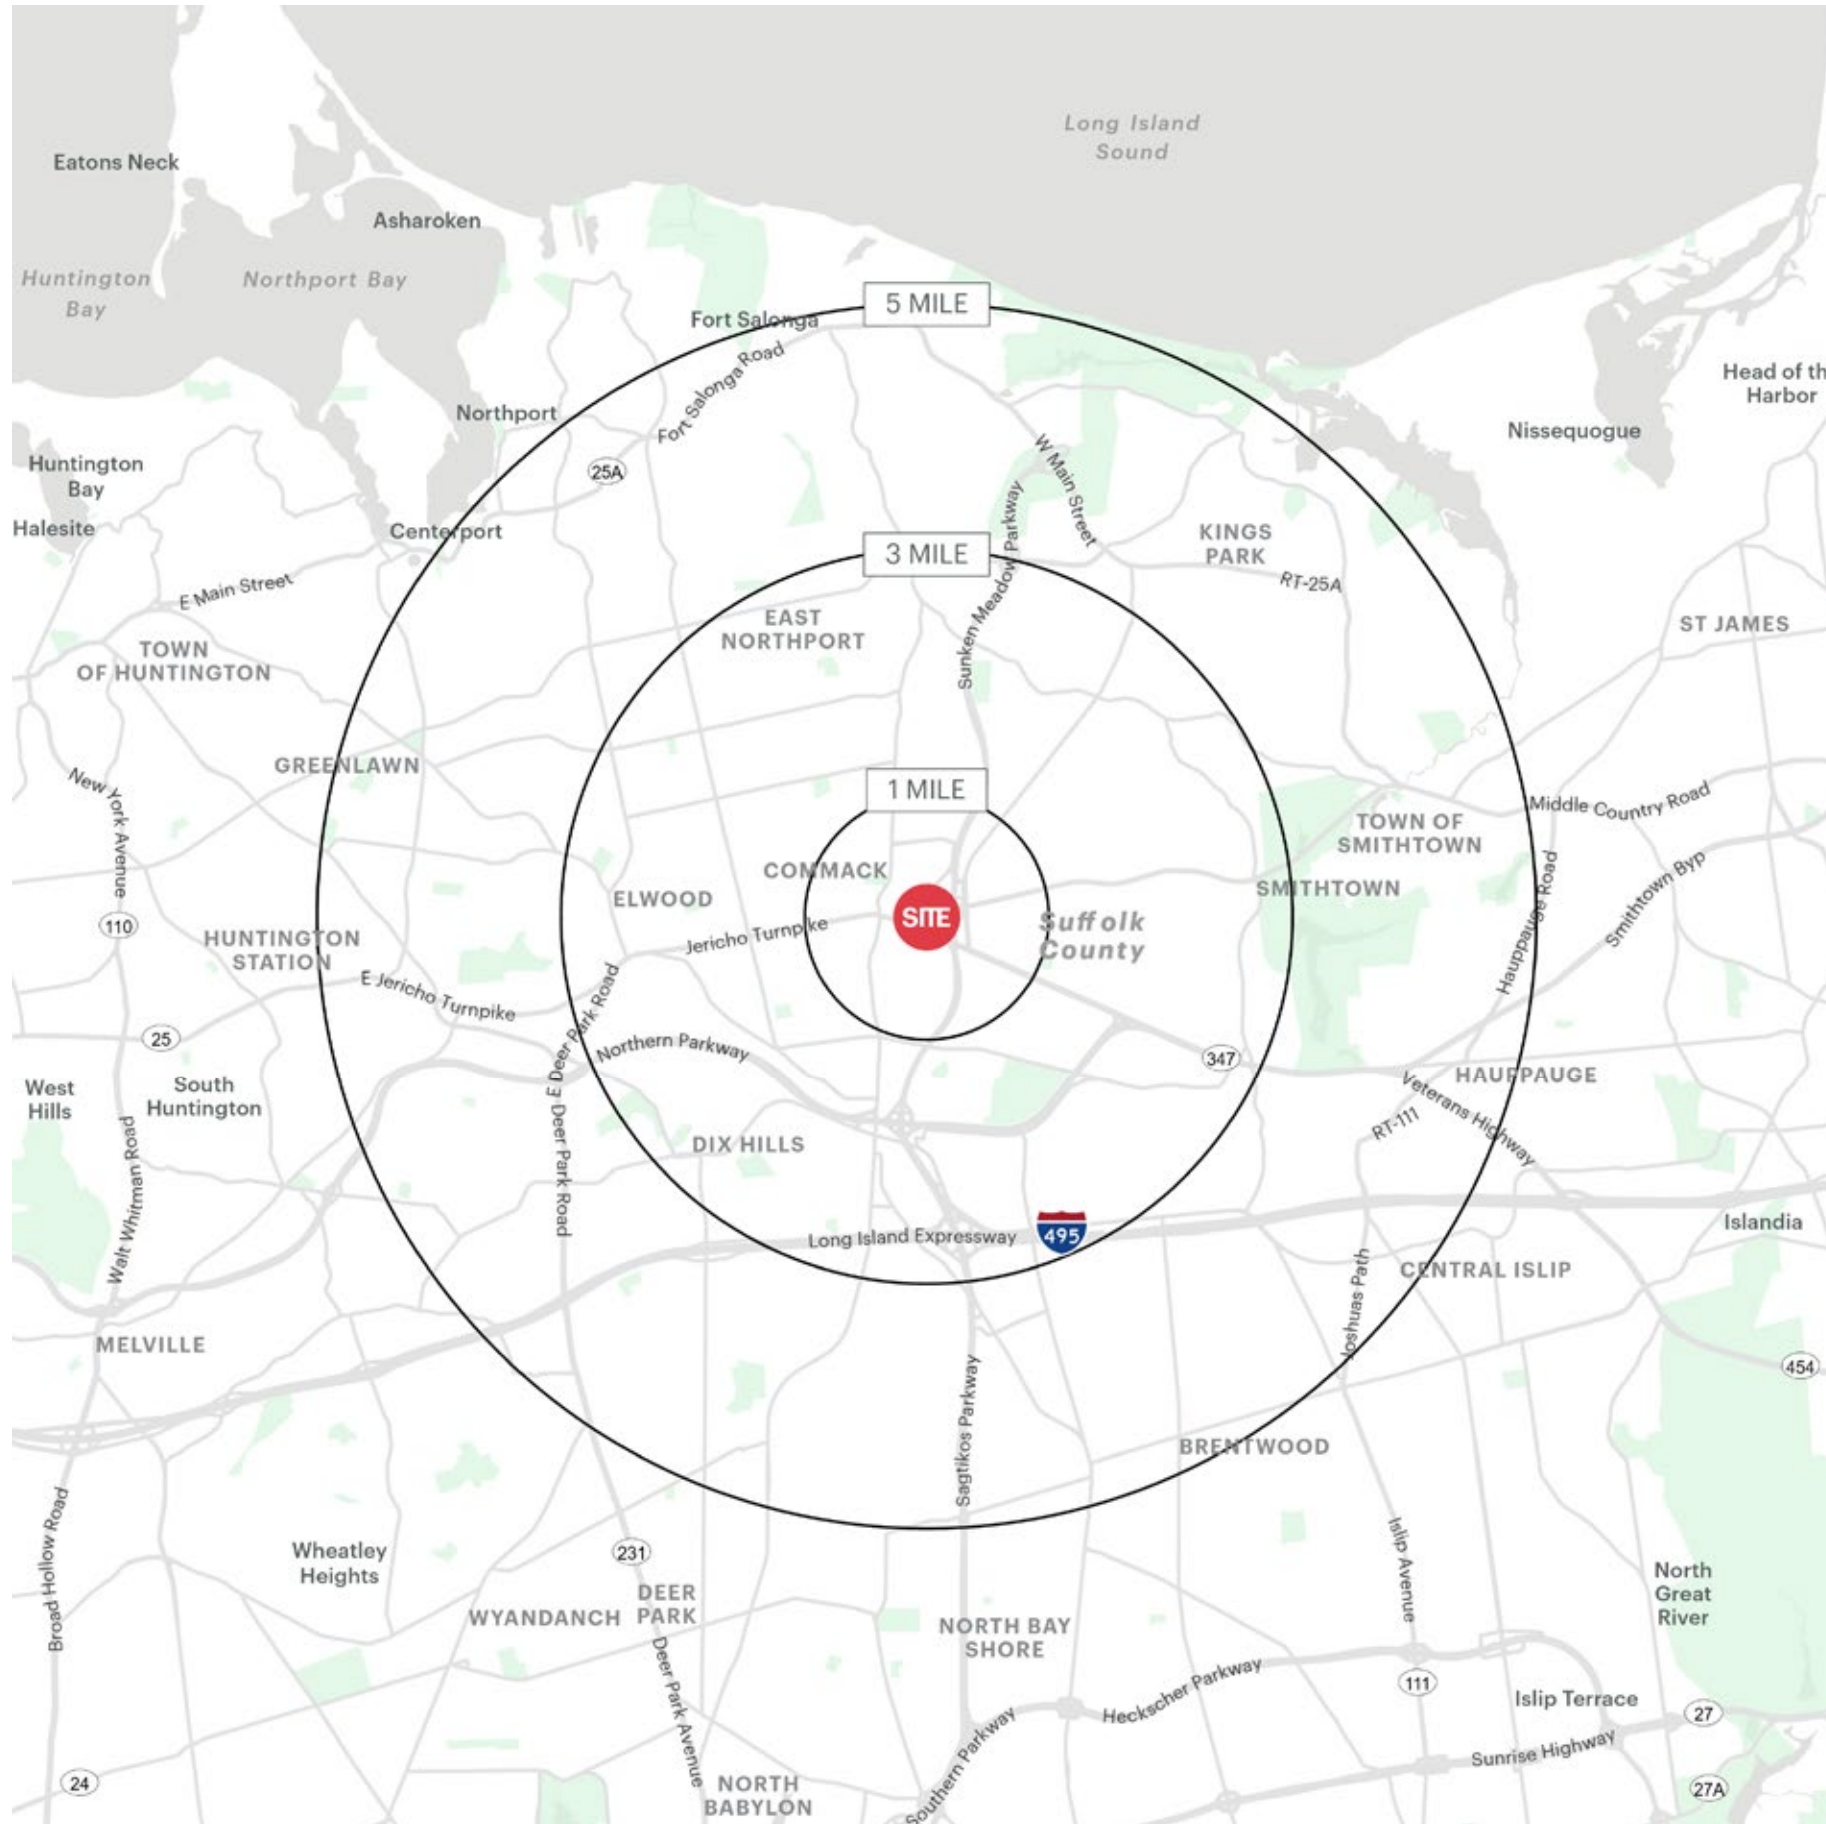 Long Island
Sound
Eatons Neck
Asharoken
Huntington
Bay
Northport Bay
5 MILE
Fort Salonga
Fort Salonga Road
Head of th
Harbor
Northport
Nissequogue
W Main Street
Huntington
Bay
25A
Halesite
Centerport
Sunken Meadow Parkway
KINGS
PARK
3 MILE
RT-25A
E Main Street
EAST
NORTHPORT
ST JAMES
TOWN
OF HUNTINGTON
GREENLAWN
New York Avenue
1 MILE
Middle Country Road
TOWN OF
SMITHTOWN
COMMACK
SMITHTOWN
ELWOOD
Hauppauge Road
Smithtown Byp
110
SITE
Suffolk
County
Jericho Turnpike
HUNTINGTON
STATION
E Jericho Turnpike
E Deer Park Road
25
Northern Parkway
347
HAUPPAUGE
West
Hills
South
Huntington
Veterans Highway
RT-111
DIX HILLS
E Deer Park Road
Walt Whitman Road
Long Island Expressway
495
Islandia
CENTRAL ISLIP
Joshuas Path
MELVILLE
454
Sagtikos Parkway
BRENTWOOD
Broad Hollow Road
Islip Avenue
Wheatley
Heights
231
North
Great
River
DEER
PARK
WYANDANCH
NORTH BAY
SHORE
Deer Park Avenue
Heckscher Parkway
111
Islip Terrace
27
Southern Parkway
Sunrise Highway
24
NORTH
BABYLON
27A